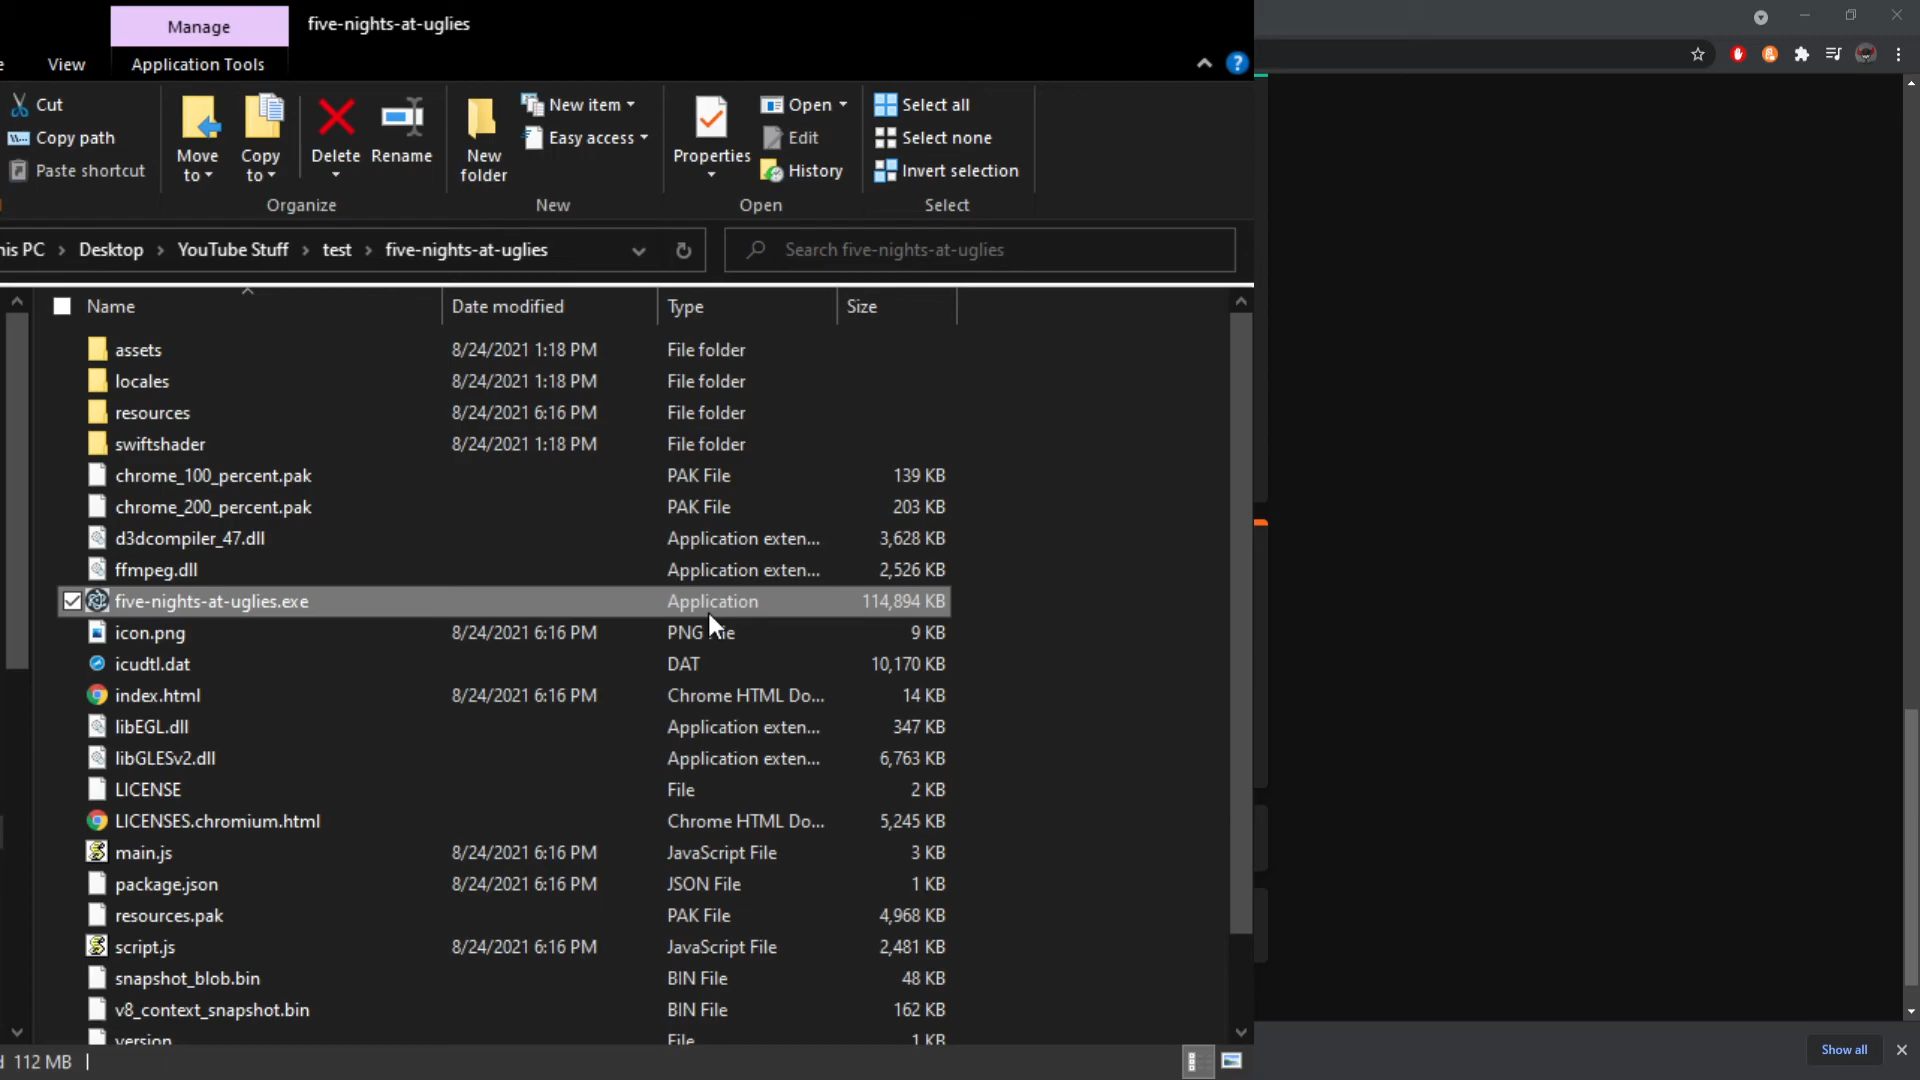 Manage
five-nights-at-uglies
View
Application Tools
Cut
Copy path
Paste shortcut
Move to
Copy to
Delete
Rename
New folder
New item
Easy access
Properties
Open
Edit
History
Select all
Select none
Invert selection
Organize
New
Open
Select
his PC > Desktop > YouTube Stuff > test > five-nights-at-uglies
Search five-nights-at-uglies
Name Date modified Type Size
assets 8/24/2021 1:18 PM File folder
locales 8/24/2021 1:18 PM File folder
resources 8/24/2021 6:16 PM File folder
swiftshader 8/24/2021 1:18 PM File folder
chrome_100_percent.pak PAK File 139 KB
chrome_200_percent.pak PAK File 203 KB
d3dcompiler_47.dll Application exten... 3,628 KB
ffmpeg.dll Application exten... 2,526 KB
five-nights-at-uglies.exe Application 114,894 KB
icon.png 8/24/2021 6:16 PM PNG 9 KB
icudtl.dat DAT 10,170 KB
index.html 8/24/2021 6:16 PM Chrome HTML Do... 14 KB
libEGL.dll Application exten... 347 KB
libGLESv2.dll Application exten... 6,763 KB
LICENSE File 2 KB
LICENSES.chromium.html Chrome HTML Do... 5,245 KB
main.js 8/24/2021 6:16 PM JavaScript File 3 KB
package.json 8/24/2021 6:16 PM JSON File 1 KB
resources.pak PAK File 4,968 KB
script.js 8/24/2021 6:16 PM JavaScript File 2,481 KB
snapshot_blob.bin BIN File 48 KB
v8_context_snapshot.bin BIN File 162 KB
version File 1 KB
112 MB
Show all